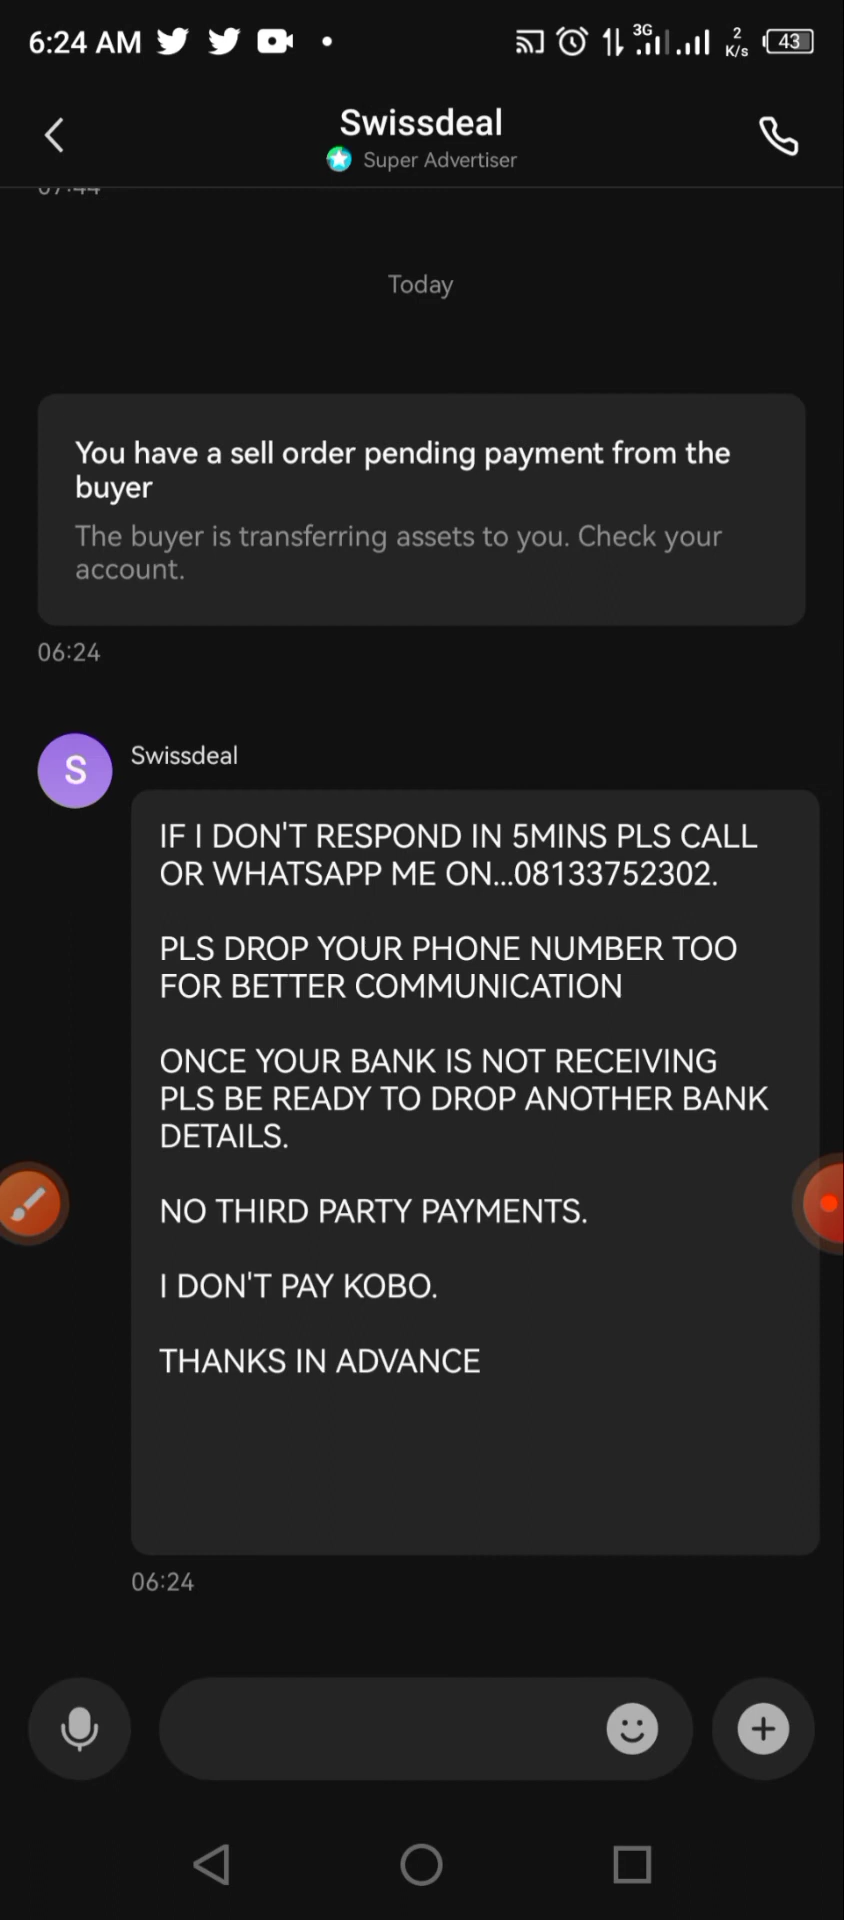 6:24 AM
3G
2
K/s
43
Swissdeal
Super Advertiser
07:44
Today
You have a sell order pending payment from the
buyer
The buyer is transferring assets to you. Check your
account.
06:24
S
Swissdeal
IF I DON'T RESPOND IN 5MINS PLS CALL
OR WHATSAPP ME ON...08133752302.
PLS DROP YOUR PHONE NUMBER TOO
FOR BETTER COMMUNICATION
ONCE YOUR BANK IS NOT RECEIVING
PLS BE READY TO DROP ANOTHER BANK
DETAILS.
NO THIRD PARTY PAYMENTS.
I DON'T PAY KOBO.
THANKS IN ADVANCE
06:24